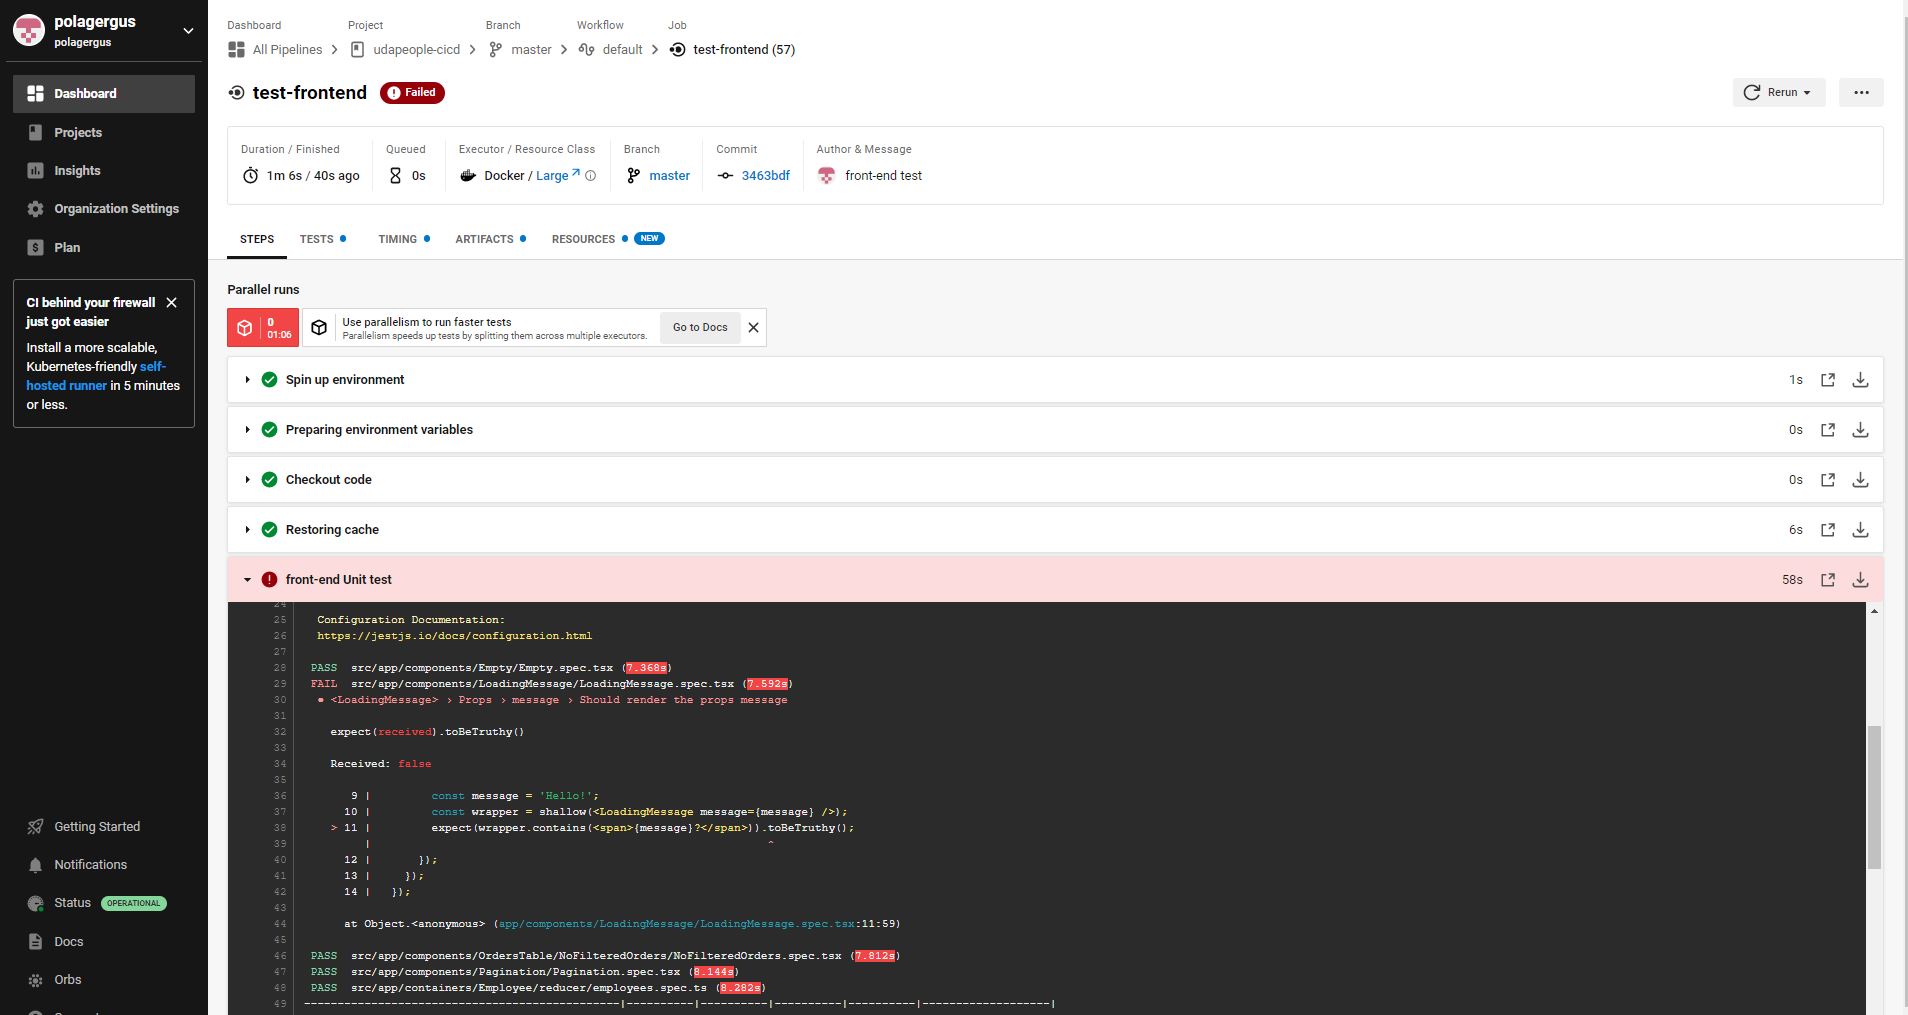 polagergus
polagergus
Dashboard
Projects
Insights
Organization Settings
Plan
CI behind your firewall
just got easier
Install a more scalable,
Kubernetes-friendly self-
hosted runner in 5 minutes
or less.
Getting Started
Notifications
Status OPERATIONAL
Docs
Orbs
Dashboard Project Branch Workflow Job
All Pipelines udapeople-cicd master default test-frontend (57)
test-frontend Failed
Rerun
Duration / Finished Queued Executor / Resource Class Branch Commit Author & Message
1m 6s / 40s ago 0s Docker / Large master 3463bdf front-end test
STEPS TESTS TIMING ARTIFACTS RESOURCES NEW
Parallel runs
0
01:06
Use parallelism to run faster tests
Parallelism speeds up tests by splitting them across multiple executors.
Go to Docs
Spin up environment 1s
Preparing environment variables 0s
Checkout code 0s
Restoring cache 6s
front-end Unit test 58s
24
25 Configuration Documentation:
26 https://jestjs.io/docs/configuration.html
27
28 PASS src/app/components/Empty/Empty.spec.tsx (7.368s)
29 FAIL src/app/components/LoadingMessage/LoadingMessage.spec.tsx (7.592s)
30 ● <LoadingMessage> › Props › message › Should render the props message
31
32 expect(received).toBeTruthy()
33
34 Received: false
35
36 9 | const message = 'Hello!';
37 10 | const wrapper = shallow(<LoadingMessage message={message} />);
38 > 11 | expect(wrapper.contains(<span>{message}?</span>)).toBeTruthy();
39 | ^
40 12 | });
41 13 | });
42 14 | });
43
44 at Object.<anonymous> (app/components/LoadingMessage/LoadingMessage.spec.tsx:11:59)
45
46 PASS src/app/components/OrdersTable/NoFilteredOrders/NoFilteredOrders.spec.tsx (7.812s)
47 PASS src/app/components/Pagination/Pagination.spec.tsx (8.144s)
48 PASS src/app/containers/Employee/reducer/employees.spec.ts (8.282s)
49 -----------------------------------------------|----------|----------|----------|----------|-------------------|